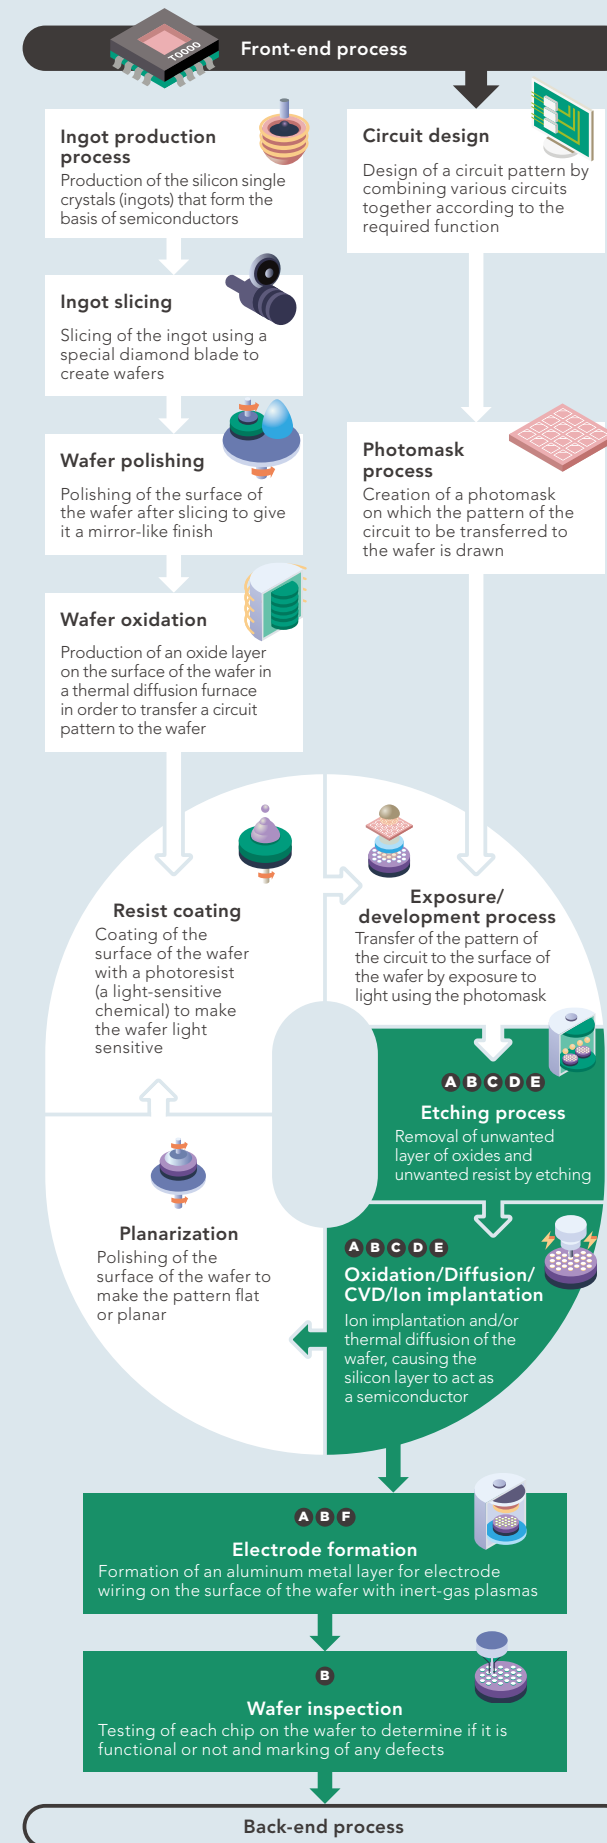 T0000
Front-end process
Ingot production
process
Production of the silicon single
crystals (ingots) that form the
basis of semiconductors
Ingot slicing
Slicing of the ingot using a
special diamond blade to
create wafers
Wafer polishing
Polishing of the surface of
the wafer after slicing to give
it a mirror-like finish
Wafer oxidation
Production of an oxide layer
on the surface of the wafer in
a thermal diffusion furnace
in order to transfer a circuit
pattern to the wafer
Circuit design
Design of a circuit pattern by
combining various circuits
together according to the
required function
Photomask
process
Creation of a photomask
on which the pattern of the
circuit to be transferred to
the wafer is drawn
Resist coating
Coating of the
surface of the wafer
with a photoresist
(a light-sensitive
chemical) to make
the wafer light
sensitive
Exposure/
development process
Transfer of the pattern of
the circuit to the surface of
the wafer by exposure to
light using the photomask
A B C D E
Etching process
Removal of unwanted
layer of oxides and
unwanted resist by etching
A B C D E
Oxidation/Diffusion/
CVD/Ion implantation
Ion implantation and/or
thermal diffusion of the
wafer, causing the
silicon layer to act as
a semiconductor
Planarization
Polishing of the
surface of the wafer to
make the pattern flat
or planar
A B F
Electrode formation
Formation of an aluminum metal layer for electrode
wiring on the surface of the wafer with inert-gas plasmas
B
Wafer inspection
Testing of each chip on the wafer to determine if it is
functional or not and marking of any defects
Back-end process